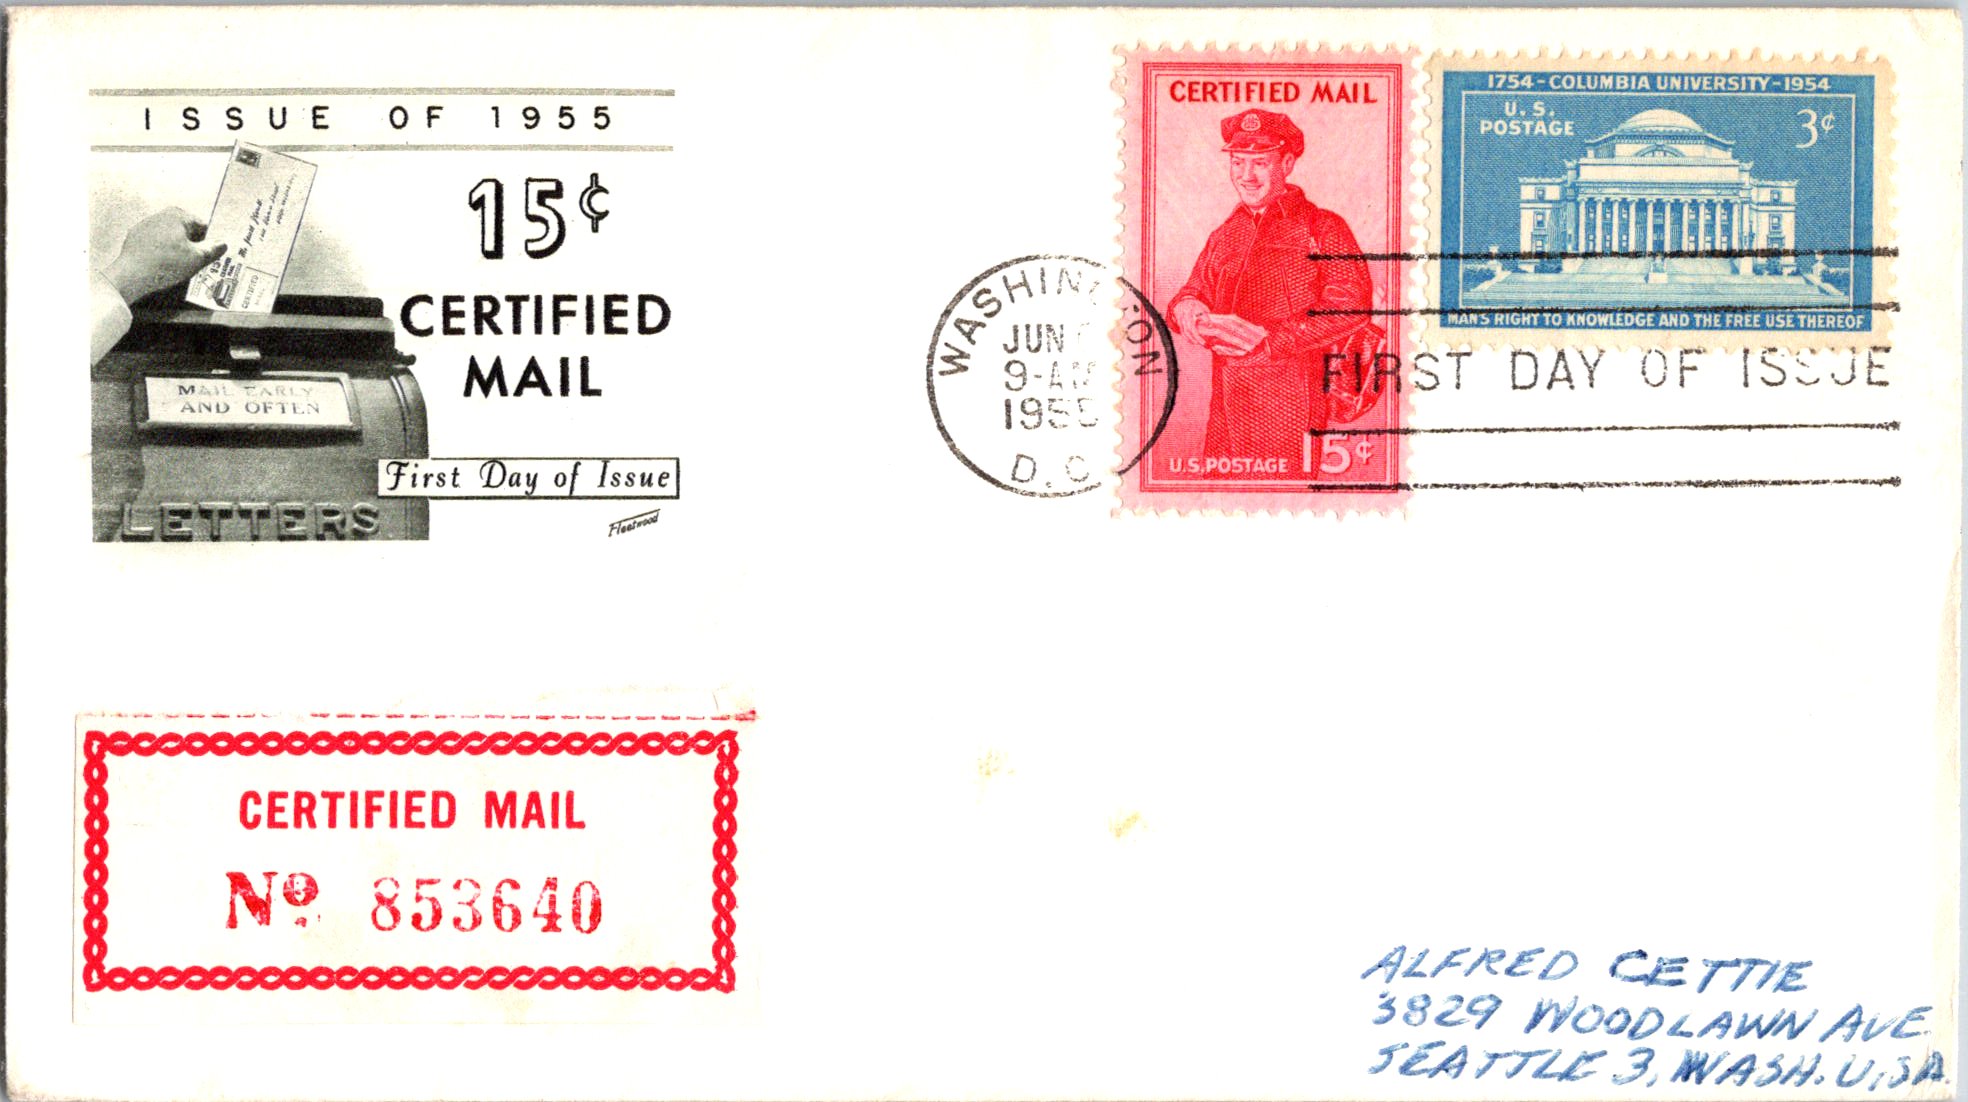 ISSUE OF 1955
15¢
CERTIFIED
MAIL
MAIL EARLY
AND OFTEN
First Day of Issue
LETTERS
Fleetwood
CERTIFIED MAIL
U.S. POSTAGE 15¢
1754 - COLUMBIA UNIVERSITY - 1954
U.S.
POSTAGE
3¢
MAN'S RIGHT TO KNOWLEDGE AND THE FREE USE THEREOF
WASHINGTON
JUN
9-AM
1955
D.C.
FIRST DAY OF ISSUE
CERTIFIED MAIL
No. 853640
ALFRED CETTIE
3829 WOODLAWN AVE
SEATTLE 3, WASH. U.S.A.